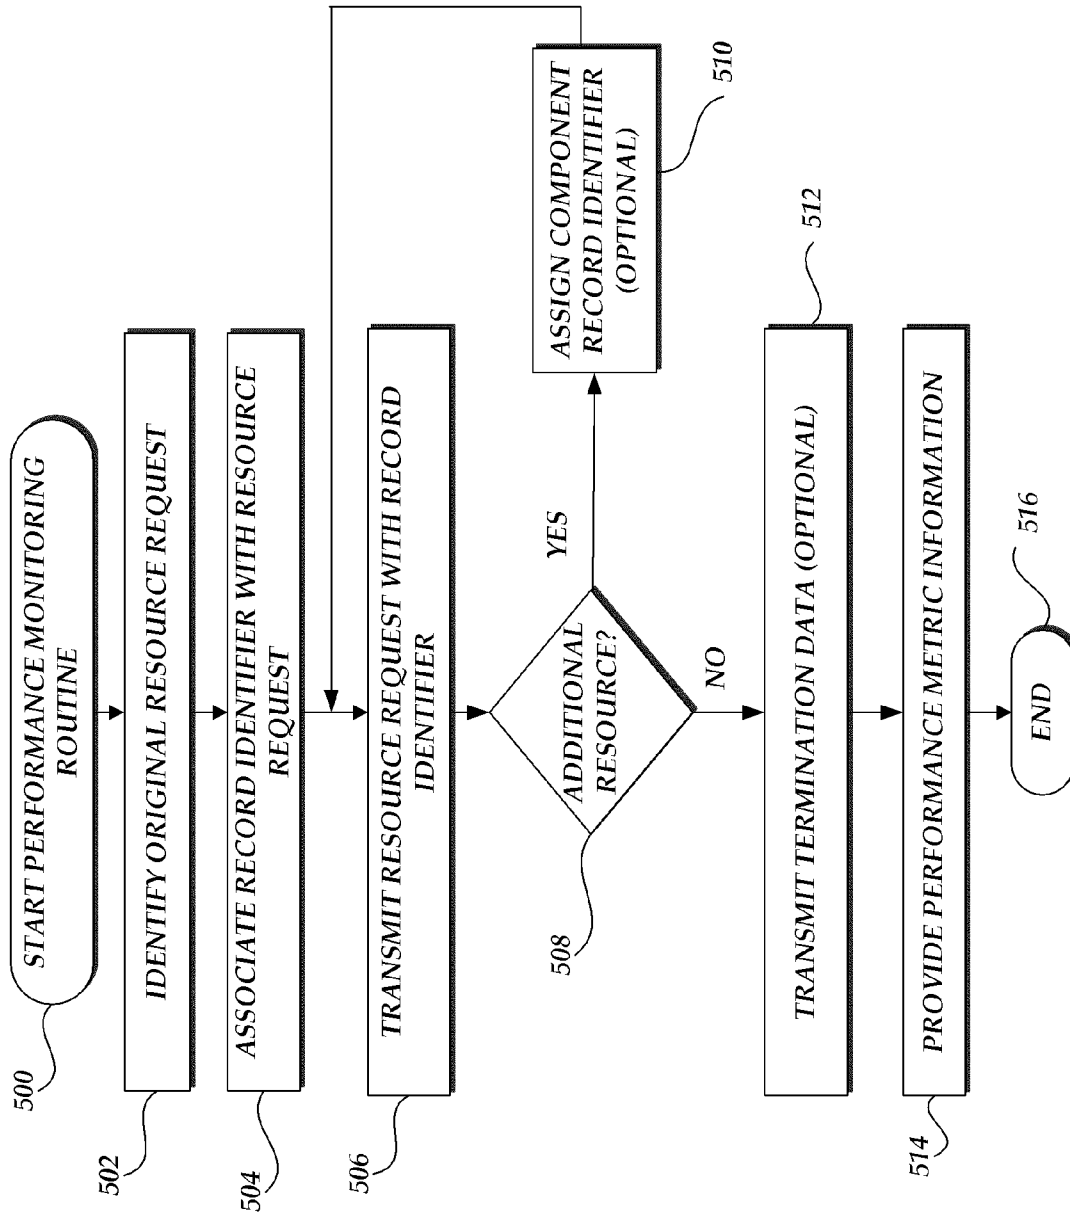 500
START PERFORMANCE MONITORING
ROUTINE
502
IDENTIFY ORIGINAL RESOURCE REQUEST
504
ASSOCIATE RECORD IDENTIFIER WITH RESOURCE
REQUEST
506
TRANSMIT RESOURCE REQUEST WITH RECORD
IDENTIFIER
508
ADDITIONAL
RESOURCE?
YES
NO
ASSIGN COMPONENT
RECORD IDENTIFIER
(OPTIONAL)
510
TRANSMIT TERMINATION DATA (OPTIONAL)
512
514
PROVIDE PERFORMANCE METRIC INFORMATION
END
516